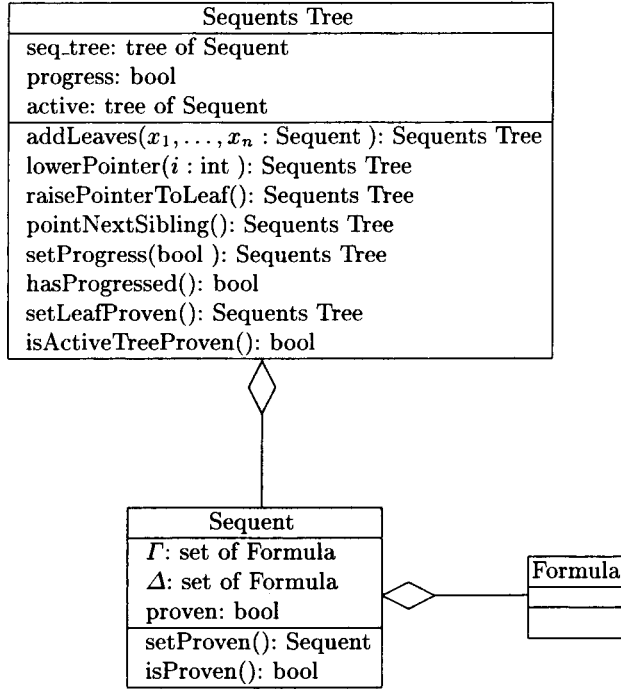 Sequents Tree
seq_tree: tree of Sequent
progress: bool
active: tree of Sequent
addLeaves(x₁, . . . , xₙ : Sequent ): Sequents Tree
lowerPointer(i : int ): Sequents Tree
raisePointerToLeaf(): Sequents Tree
pointNextSibling(): Sequents Tree
setProgress(bool ): Sequents Tree
hasProgressed(): bool
setLeafProven(): Sequents Tree
isActiveTreeProven(): bool
Sequent
Γ: set of Formula
Δ: set of Formula
proven: bool
setProven(): Sequent
isProven(): bool
Formula